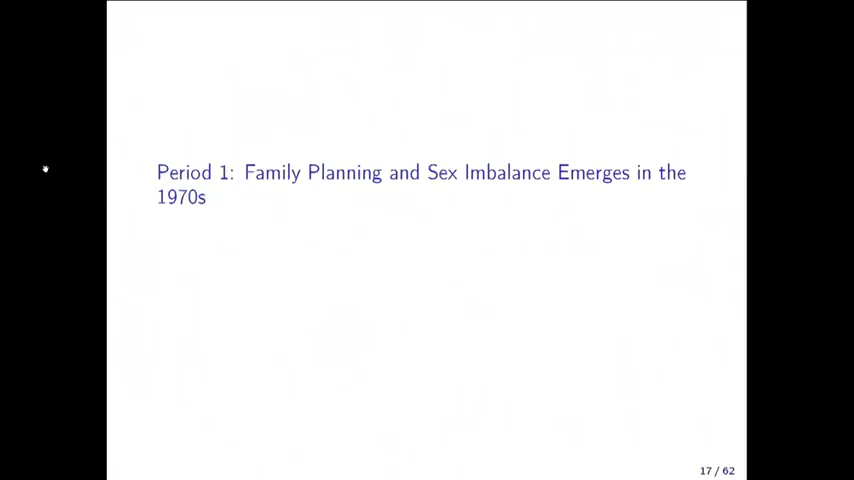 Period 1: Family Planning and Sex Imbalance Emerges in the
1970s
17 / 62